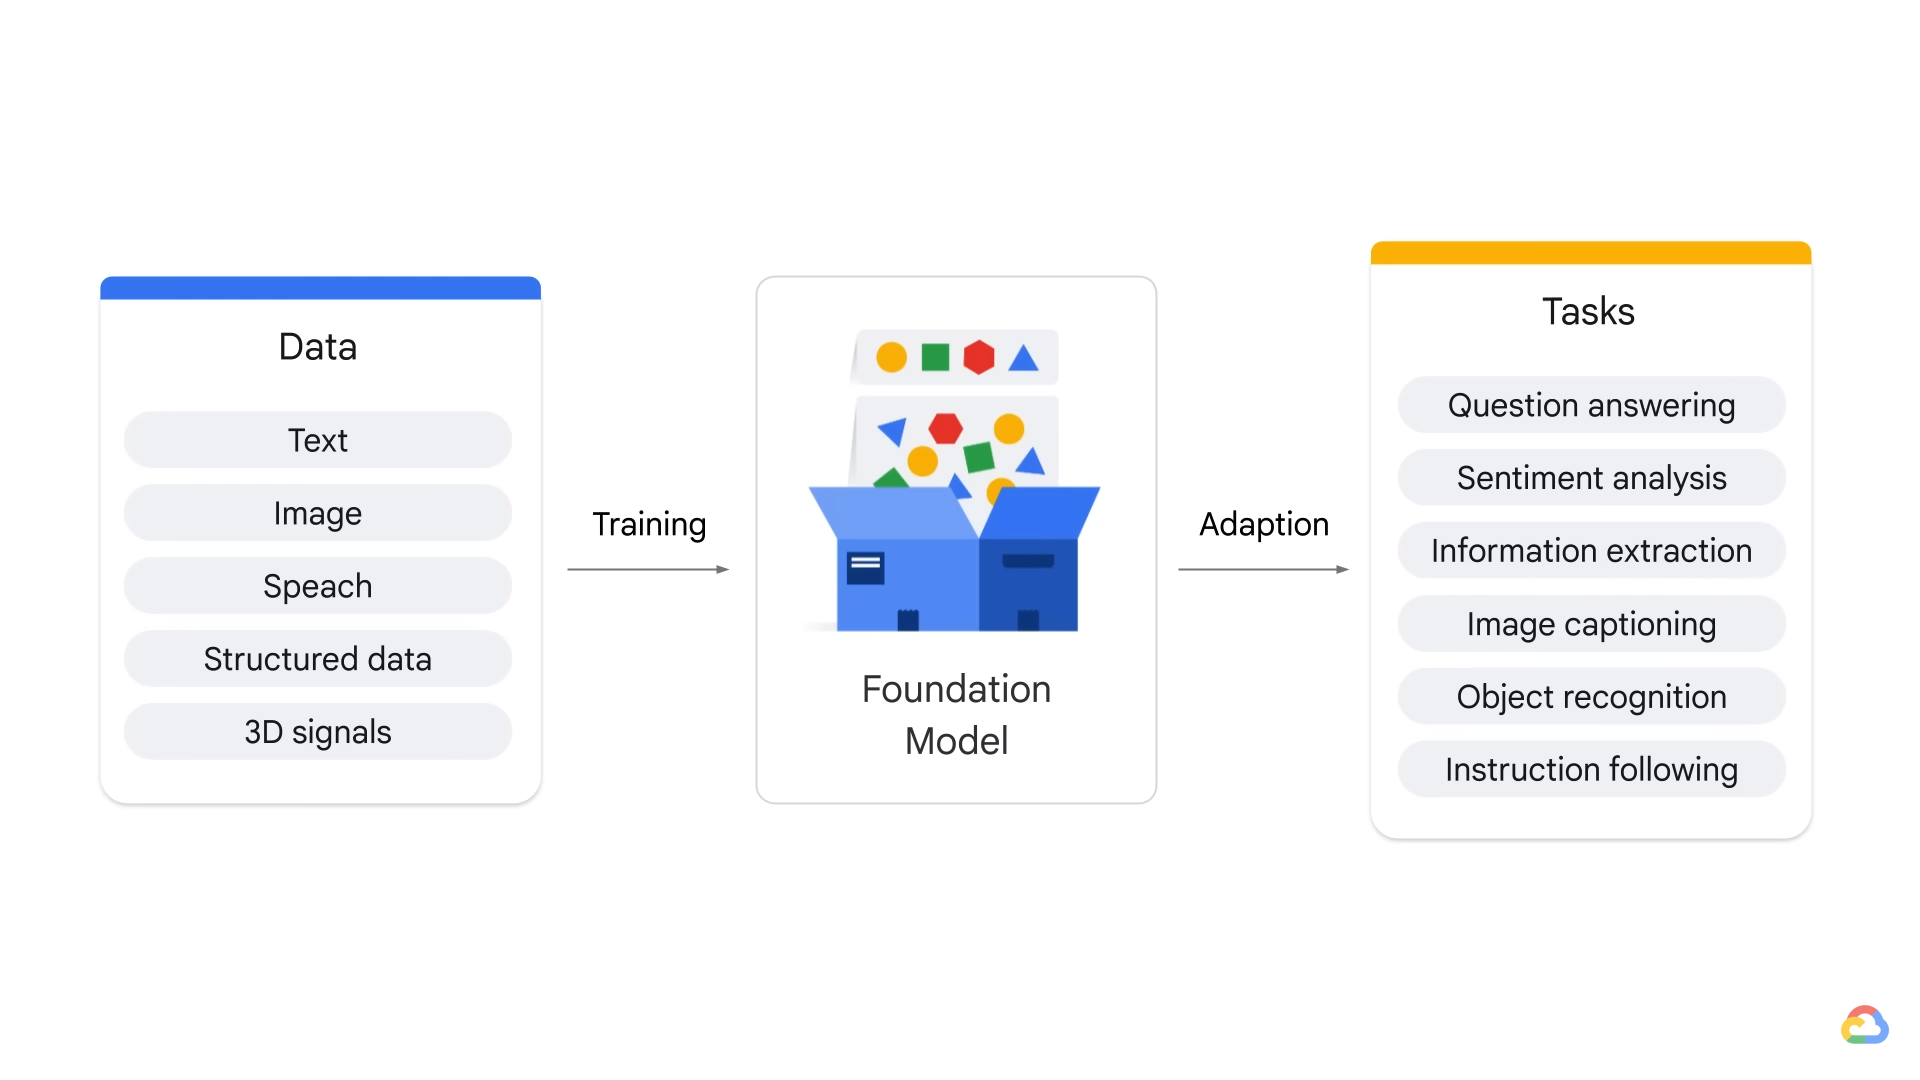 Data
Text
Image
Speach
Structured data
3D signals
Training
Foundation
Model
Adaption
Tasks
Question answering
Sentiment analysis
Information extraction
Image captioning
Object recognition
Instruction following